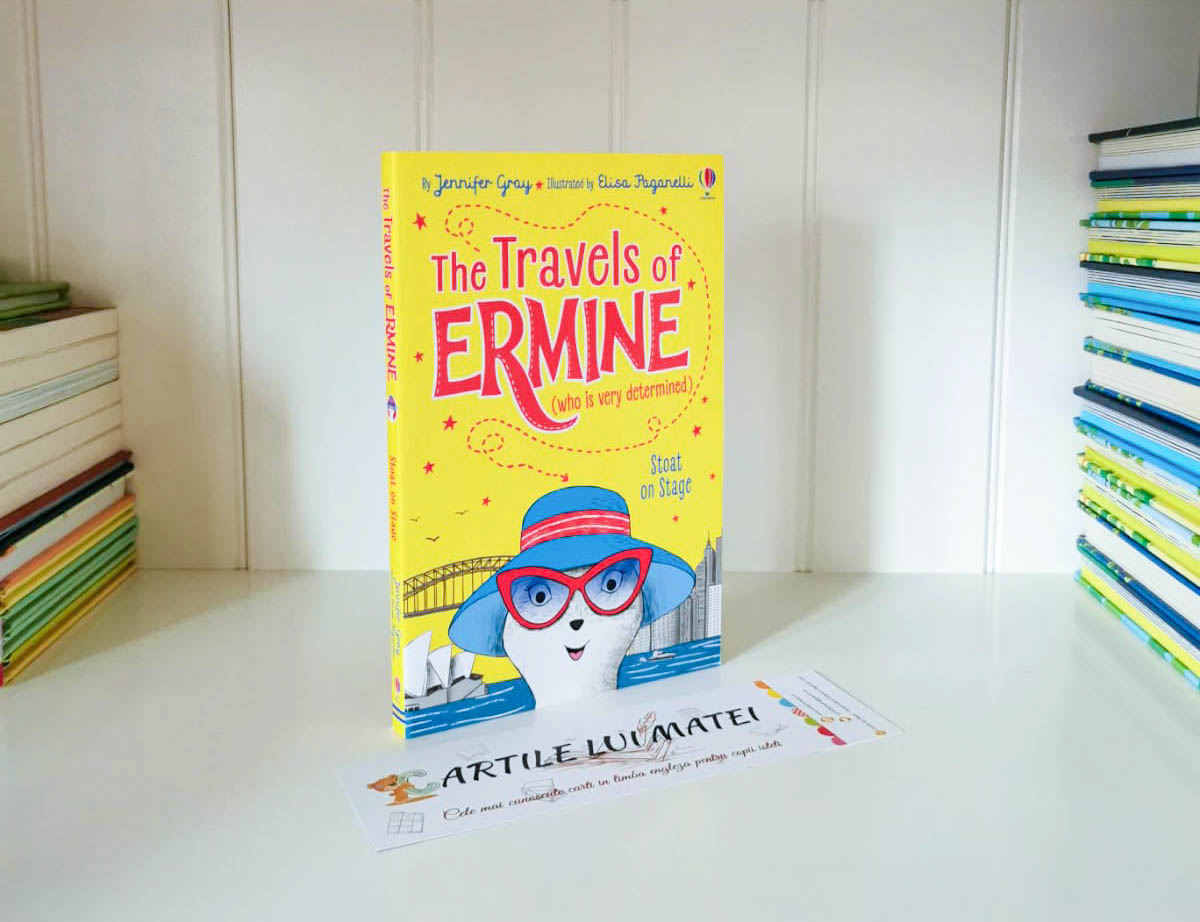 By Jennifer Gray ★ Illustrated by Elisa Paganelli
The Travels of
ERMINE
(who is very determined)
Stoat
on Stage
The Travels of ERMINE
Stoat on Stage
Jennifer Gray
CARTILE LUI MATEI
Cele mai cunoscute carti in limba engleza pentru copii isteti